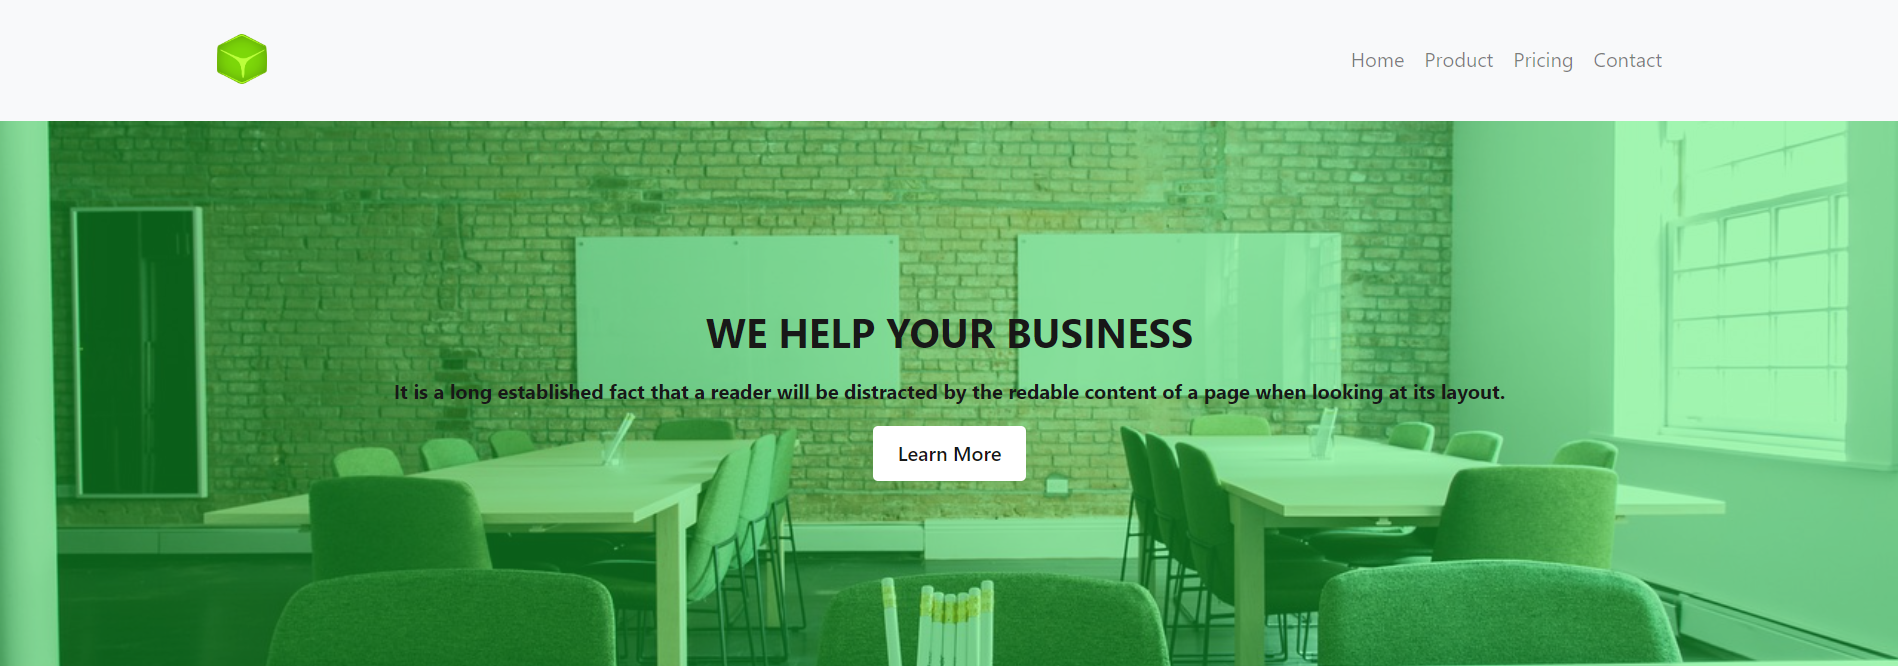 Home Product Pricing Contact
WE HELP YOUR BUSINESS
It is a long established fact that a reader will be distracted by the redable content of a page when looking at its layout.
Learn More